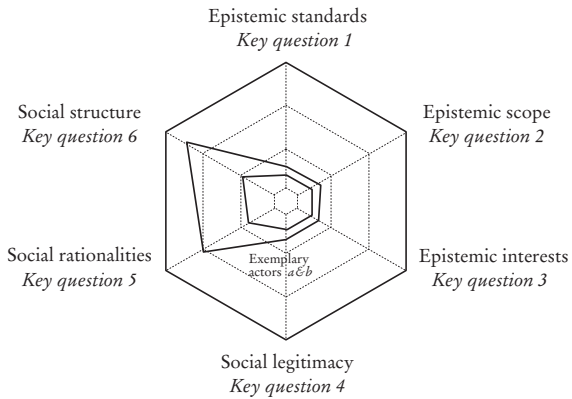 Epistemic standards
Key question 1
Social structure
Key question 6
Epistemic scope
Key question 2
Social rationalities
Key question 5
Exemplary
actors a&b
Epistemic interests
Key question 3
Social legitimacy
Key question 4